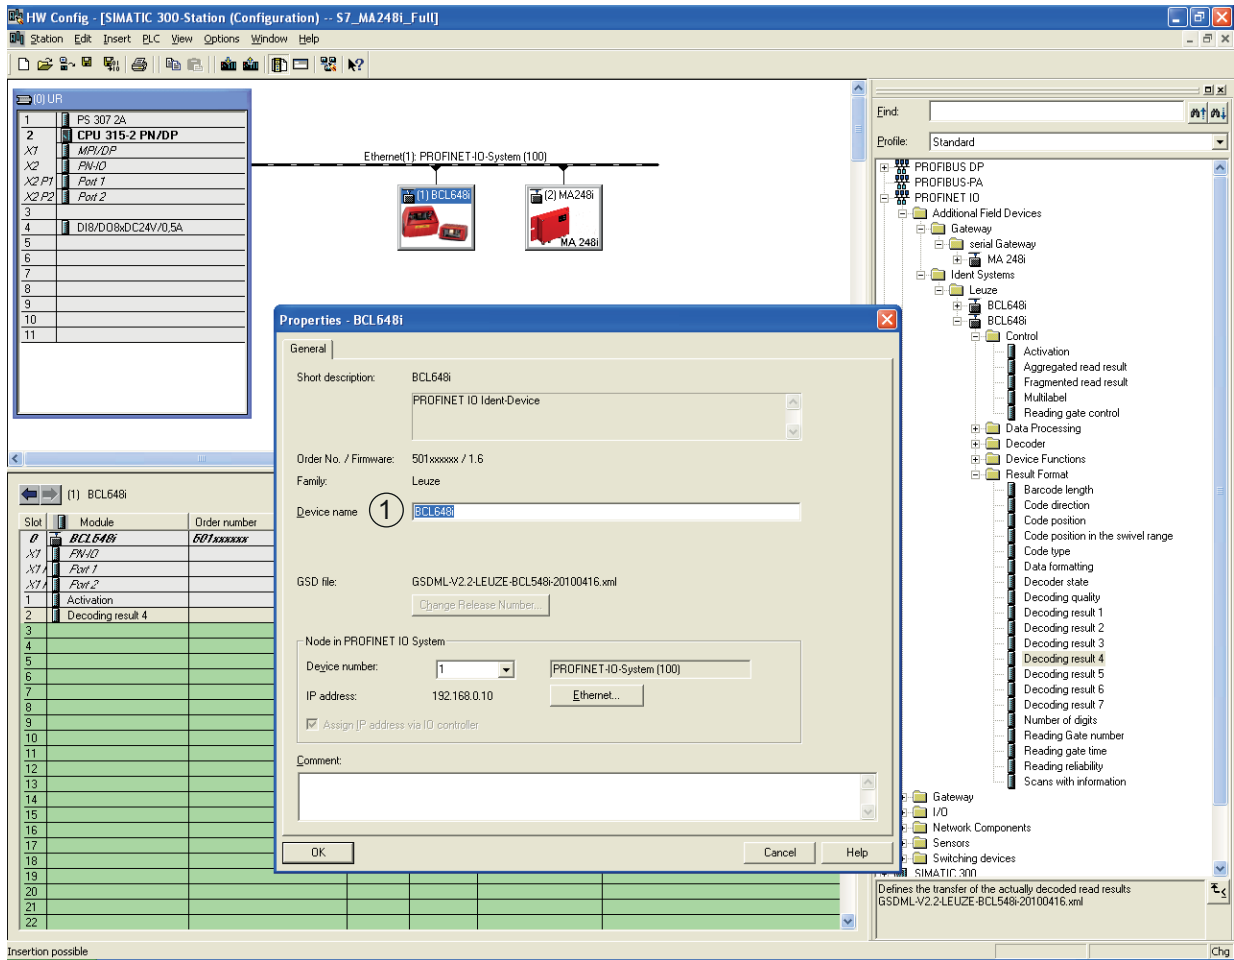 HW Config - [SIMATIC 300-Station (Configuration) -- S7_MA248i_Full]
Station Edit Insert PLC View Options Window Help
(0) UR
1 PS 307 2A
2 CPU 315-2 PN/DP
X1 MPI/DP
X2 PN-IO
X2 P1 Port 1
X2 P2 Port 2
3
4 DI8/DO8xDC24V/0,5A
5
6
7
8
9
10
11
Ethernet(1): PROFINET-IO-System (100)
(1) BCL648i
(2) MA248i
MA 248i
Find:
Profile: Standard
PROFIBUS DP
PROFIBUS-PA
PROFINET IO
Additional Field Devices
Gateway
serial Gateway
MA 248i
Ident Systems
Leuze
BCL648i
BCL648i
Control
Activation
Aggregated read result
Fragmented read result
Multilabel
Reading gate control
Data Processing
Decoder
Device Functions
Result Format
Barcode length
Code direction
Code position
Code position in the swivel range
Code type
Data formatting
Decoder state
Decoding quality
Decoding result 1
Decoding result 2
Decoding result 3
Decoding result 4
Decoding result 5
Decoding result 6
Decoding result 7
Number of digits
Reading Gate number
Reading gate time
Reading reliability
Scans with information
Gateway
I/O
Network Components
Sensors
Switching devices
SIMATIC 300
Defines the transfer of the actually decoded read results
GSDML-V2.2-LEUZE-BCL548i-20100416.xml
Properties - BCL648i
General
Short description: BCL648i
PROFINET IO Ident-Device
Order No. / Firmware: 501xxxxxx / 1.6
Family: Leuze
Device name 1 BCL648i
GSD file: GSDML-V2.2-LEUZE-BCL548i-20100416.xml
Change Release Number...
Node in PROFINET IO System
Device number: 1 PROFINET-IO-System (100)
IP address: 192.168.0.10 Ethernet...
Assign IP address via IO controller
Comment:
OK Cancel Help
(1) BCL648i
Slot Module Order number
0 BCL648i 501xxxxxx
X1 PN-IO
X1 Port 1
X1 Port 2
1 Activation
2 Decoding result 4
3
4
5
6
7
8
9
10
11
12
13
14
15
16
17
18
19
20
21
22
Insertion possible
Chg